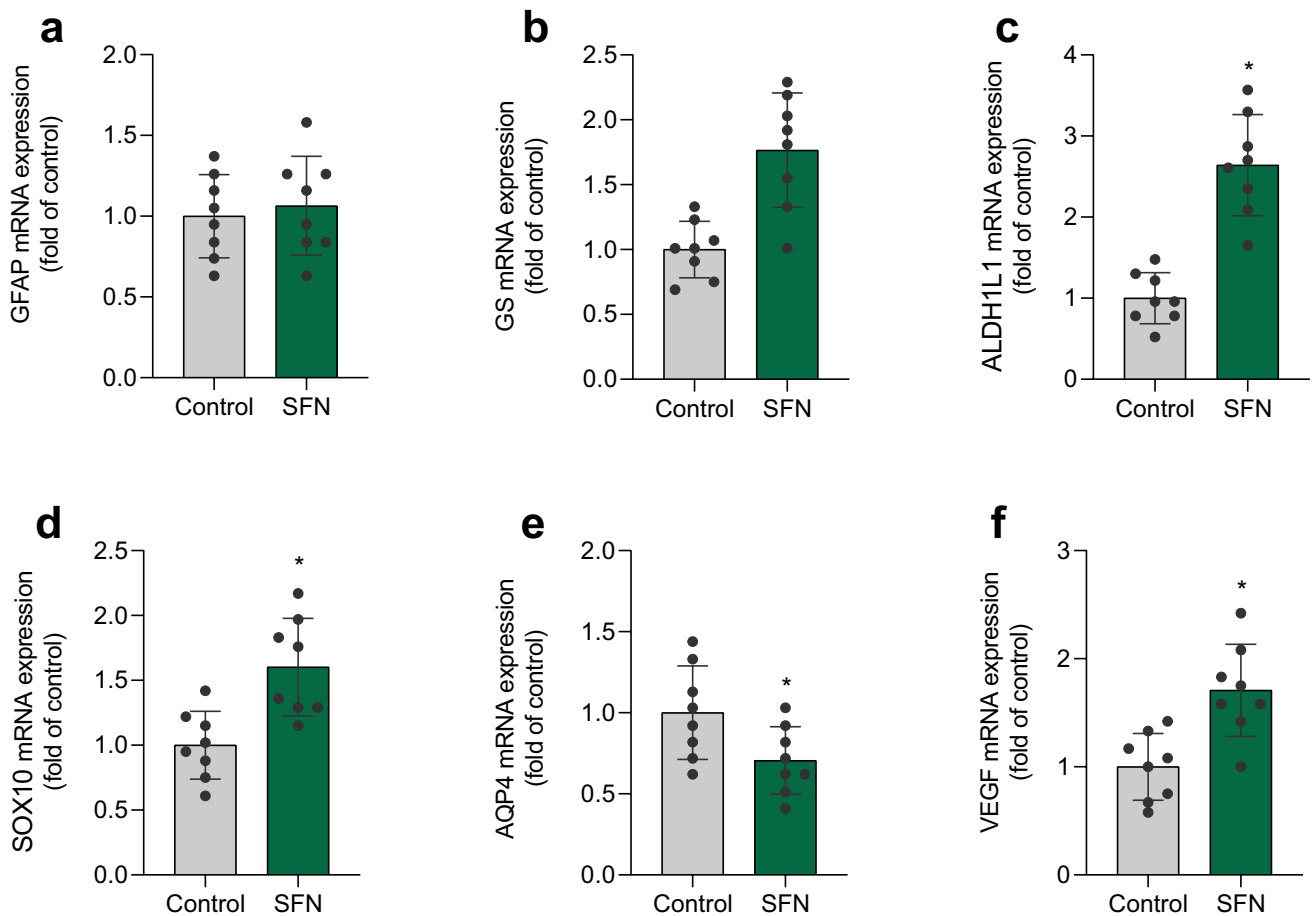 a
GFAP mRNA expression
(fold of control)
2.0
1.5
1.0
0.5
0.0
Control SFN
b
GS mRNA expression
(fold of control)
2.5
2.0
1.5
1.0
0.5
0.0
Control SFN
c
ALDH1L1 mRNA expression
(fold of control)
4
3
2
1
0
*
Control SFN
d
SOX10 mRNA expression
(fold of control)
2.5
2.0
1.5
1.0
0.5
0.0
*
Control SFN
e
AQP4 mRNA expression
(fold of control)
2.0
1.5
1.0
0.5
0.0
*
Control SFN
f
VEGF mRNA expression
(fold of control)
3
2
1
0
*
Control SFN